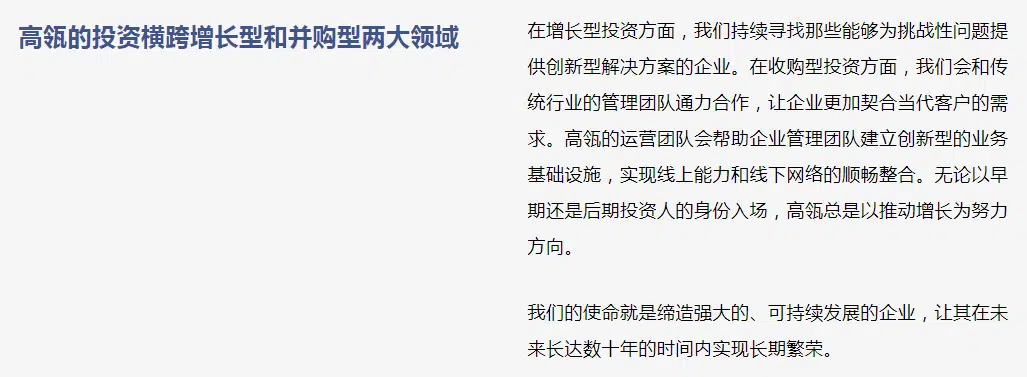 高瓴的投资横跨增长型和并购型两大领域
在增长型投资方面，我们持续寻找那些能够为挑战性问题提
供创新型解决方案的企业。在收购型投资方面，我们会和传
统行业的管理团队通力合作，让企业更加契合当代客户的需
求。高瓴的运营团队会帮助企业管理团队建立创新型的业务
基础设施，实现线上能力和线下网络的顺畅整合。无论以早
期还是后期投资人的身份入场，高瓴总是以推动增长为努力
方向。
我们的使命就是缔造强大的、可持续发展的企业，让其在未
来长达数十年的时间内实现长期繁荣。